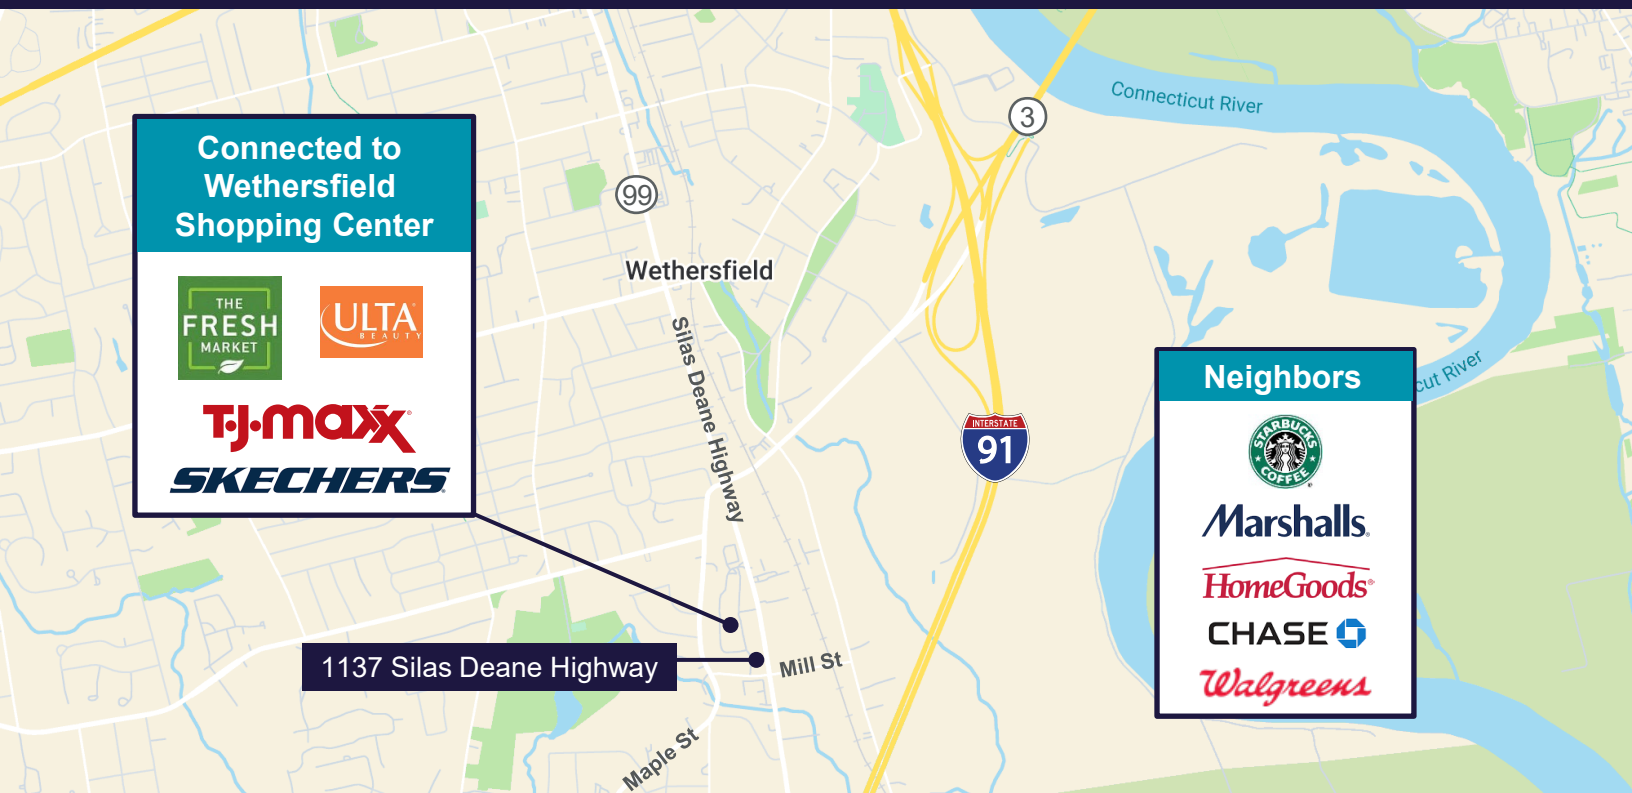 Connected to
Wethersfield
Shopping Center
THE
FRESH
MARKET
ULTA
BEAUTY
T·J·maxx
SKECHERS
3
99
Wethersfield
Silas Deane Highway
Connecticut River
INTERSTATE
91
cut River
Neighbors
STARBUCKS
COFFEE
Marshalls.
HomeGoods®
CHASE
Walgreens
1137 Silas Deane Highway
Mill St
Maple St